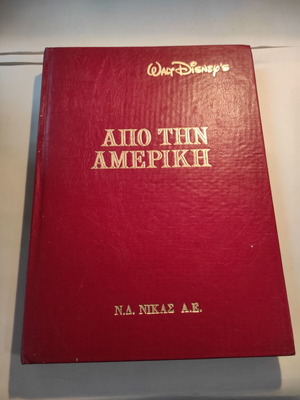 WALT DISNEY'S
ΑΠΟ ΤΗΝ
ΑΜΕΡΙΚΗ
Ν.Δ. ΝΙΚΑΣ Α.Ε.